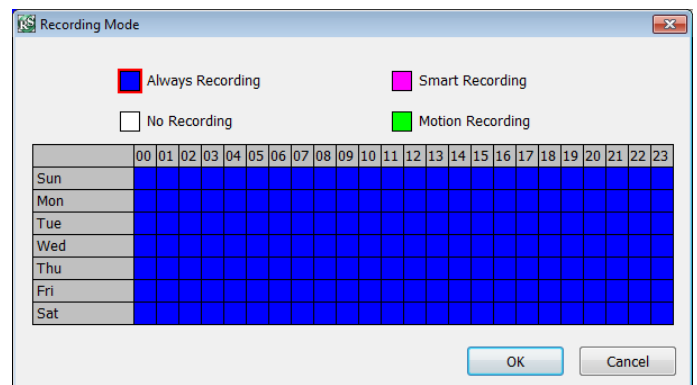 Recording Mode
Always Recording Smart Recording
No Recording Motion Recording
00 01 02 03 04 05 06 07 08 09 10 11 12 13 14 15 16 17 18 19 20 21 22 23
Sun
Mon
Tue
Wed
Thu
Fri
Sat
OK Cancel